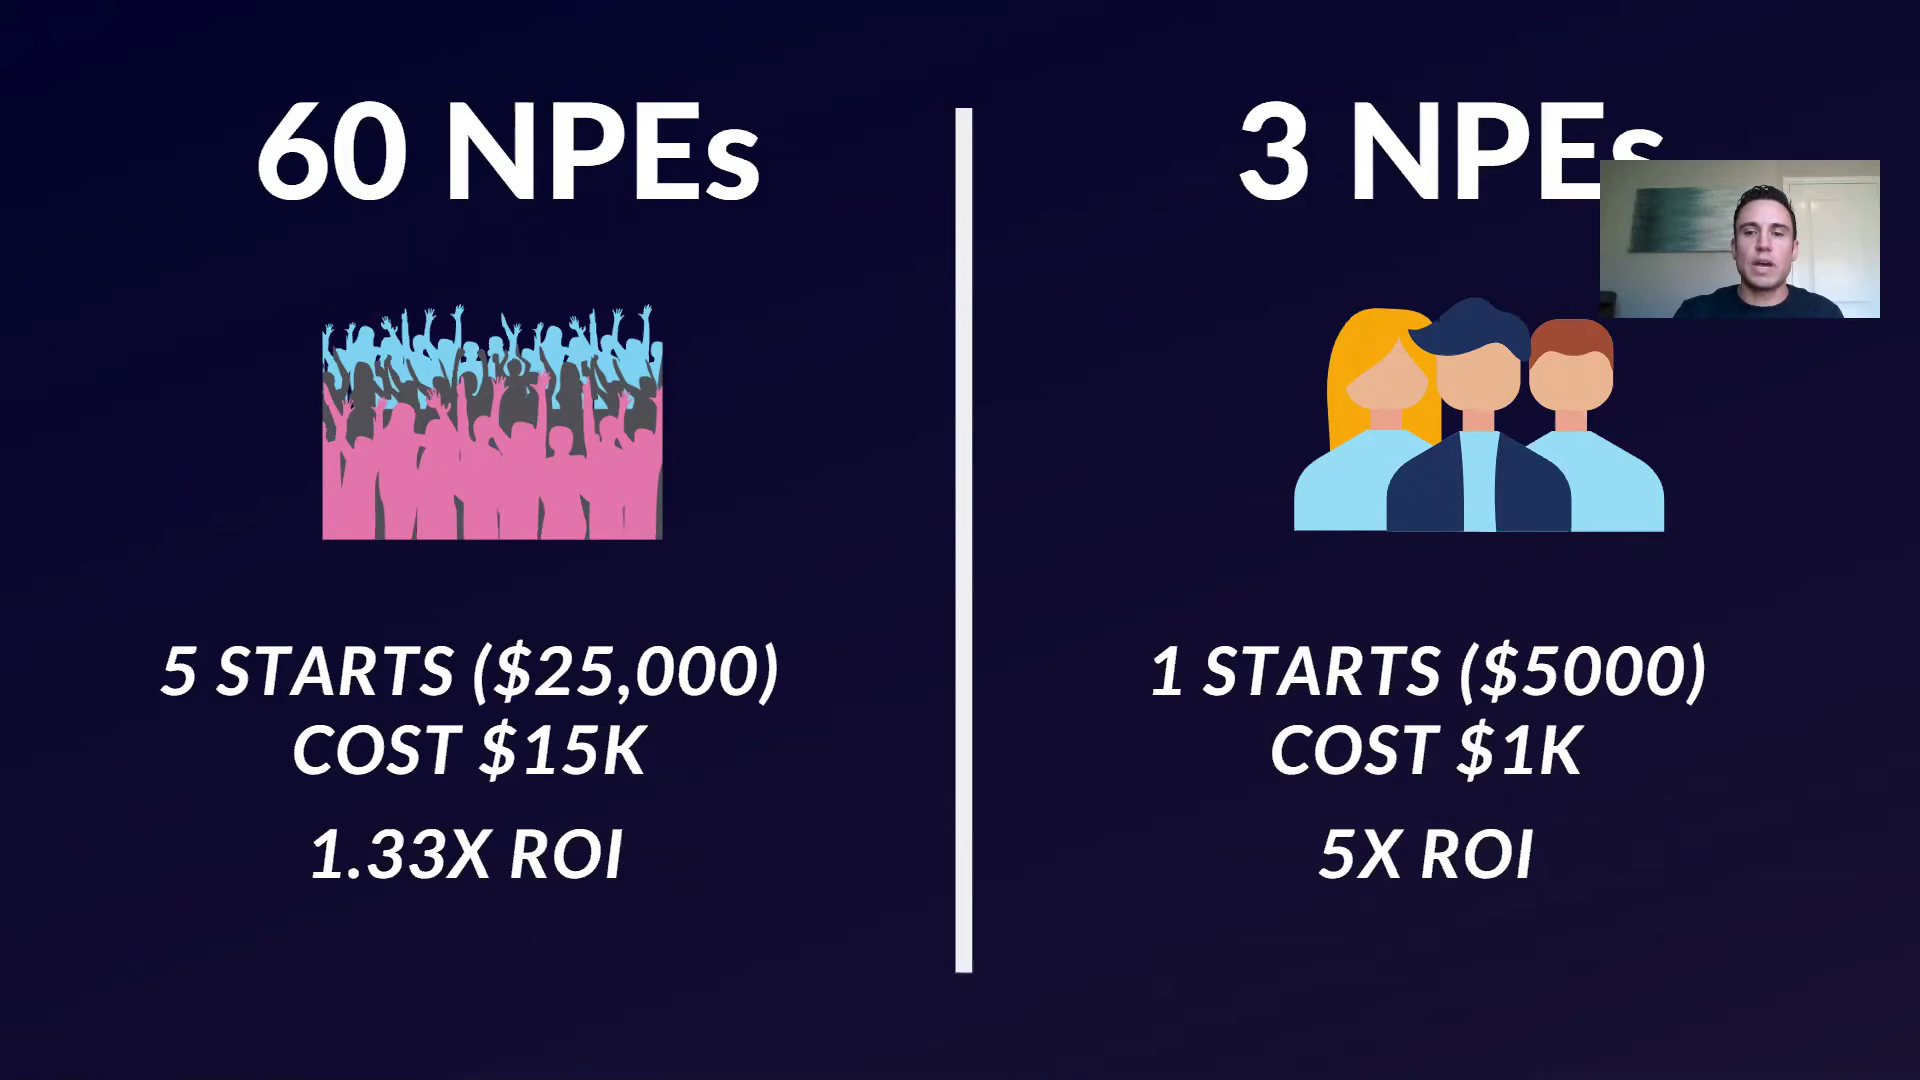 60 NPEs
5 STARTS ($25,000)
COST $15K
1.33X ROI
3 NPEs
1 STARTS ($5000)
COST $1K
5X ROI